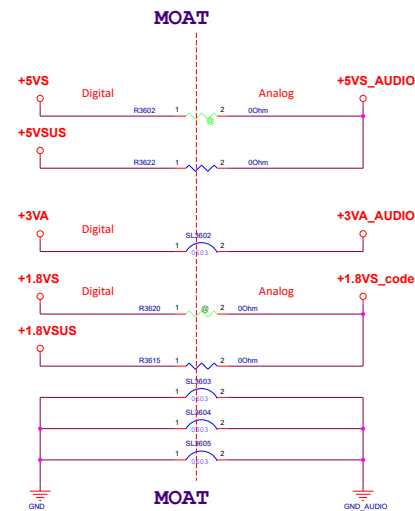 MOAT
+5VS
+5VS_AUDIO
Digital
Analog
R3602 1 2 0Ohm
@
+5VSUS
R3622 1 2 0Ohm
+3VA
+3VA_AUDIO
Digital
SL3602
1 2
0603
+1.8VS
+1.8VS_code
Digital
Analog
R3620 1 @ 2 0Ohm
+1.8VSUS
R3615 1 2 0Ohm
SL3603
1 2
0603
SL3604
1 2
0603
SL3605
1 2
0603
GND
MOAT
GND_AUDIO